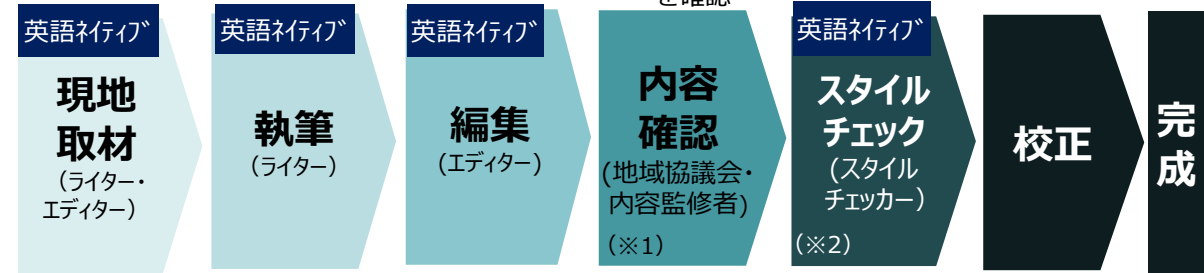 を確認
英語ﾈｲﾃｨﾌﾞ
現地
取材
（ライター・
エディター）
英語ﾈｲﾃｨﾌﾞ
執筆
（ライター）
英語ﾈｲﾃｨﾌﾞ
編集
（エディター）
内容
確認
(地域協議会・
内容監修者)
（※1）
英語ﾈｲﾃｨﾌﾞ
スタイル
チェック
（スタイル
チェッカー）
（※2）
校正
完
成